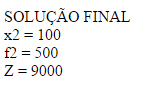 SOLUÇÃO FINAL
x2 = 100
f2 = 500
Z = 9000